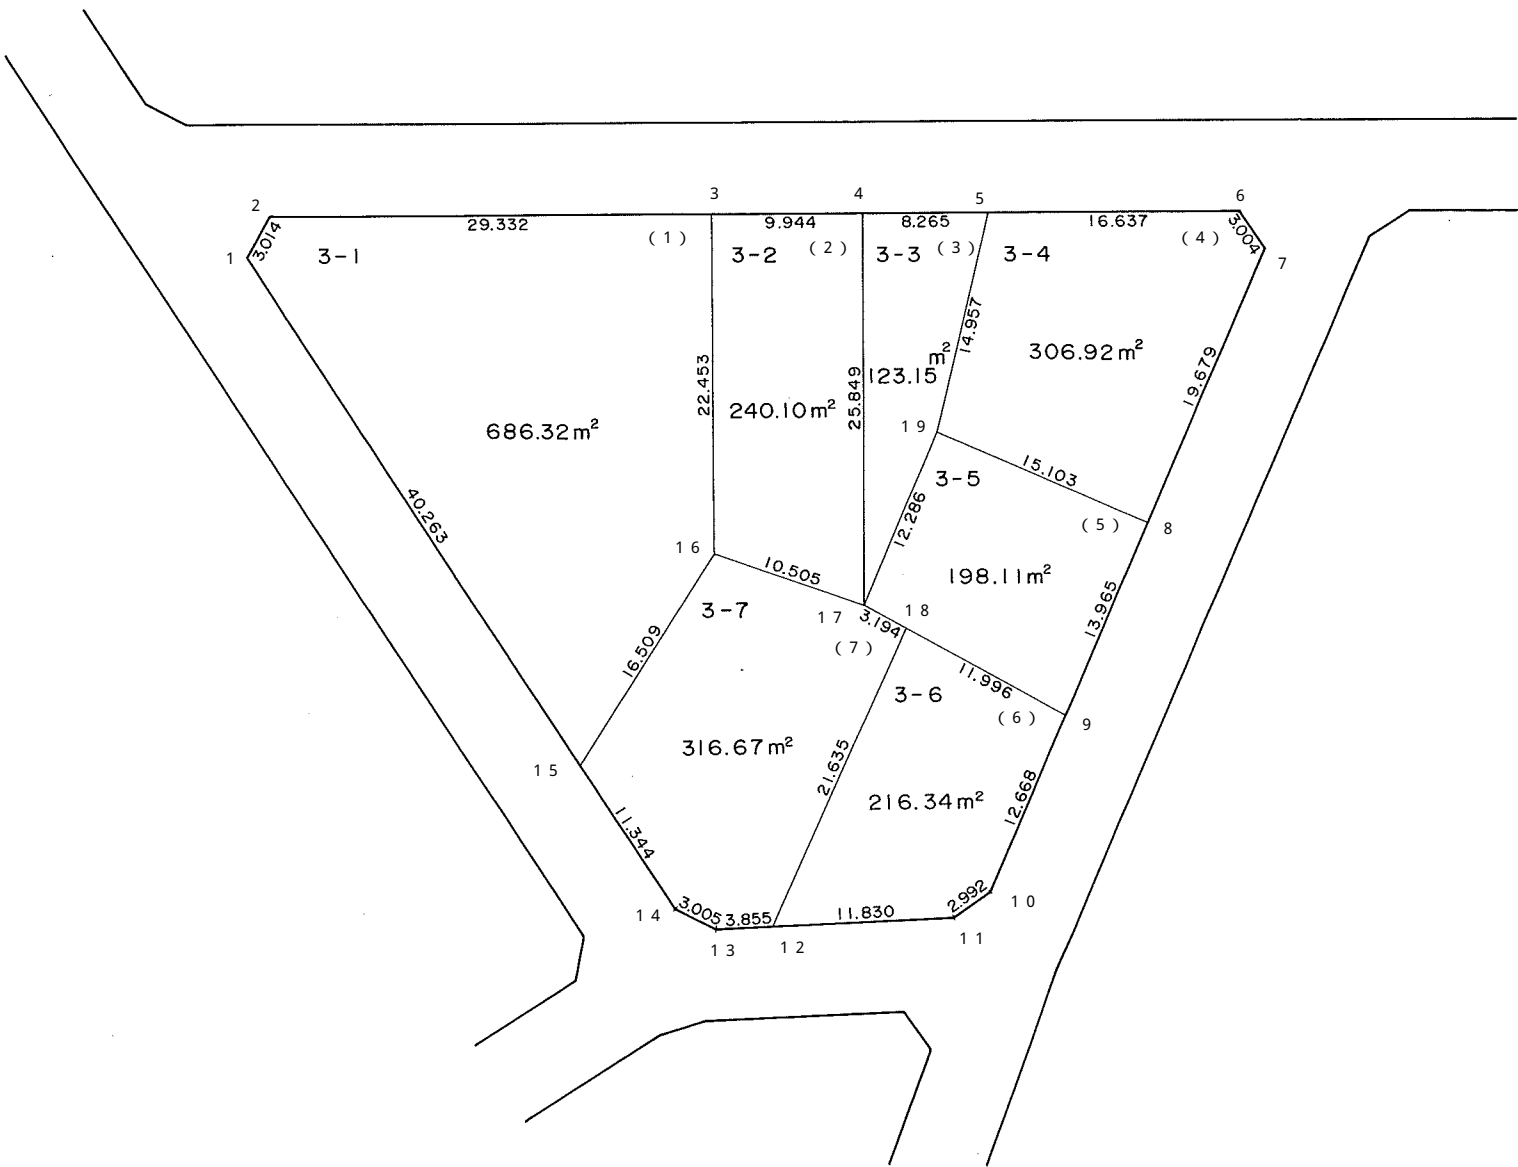 3 4 5 6
2 29.332 9.944 8.265 16.637
3.014 (1) (2) (3) (4) 3.004
1 3-1 3-2 3-3 3-4 7
14.957
m² 306.92m²
123.15
22.453 25.849 19.679
240.10m²
686.32m² 19
15.103
3-5
40.263 12.286 (5) 8
16 10.505 198.11m²
3-7 17 3.194 18 13.965
16.509 (7)
11.996
3-6 (6) 9
316.67m²
15 21.635
216.34m² 12.668
11.344
2.992 10
14 3.005 3.855 11.830
13 12 11